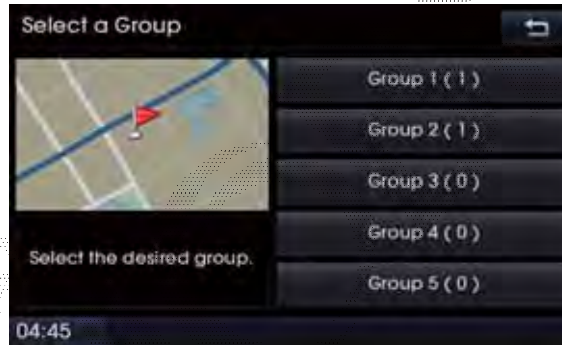 Select a Group
Group 1 ( 1 )
Group 2 ( 1 )
Group 3 ( 0 )
Group 4 ( 0 )
Group 5 ( 0 )
Select the desired group.
04:45